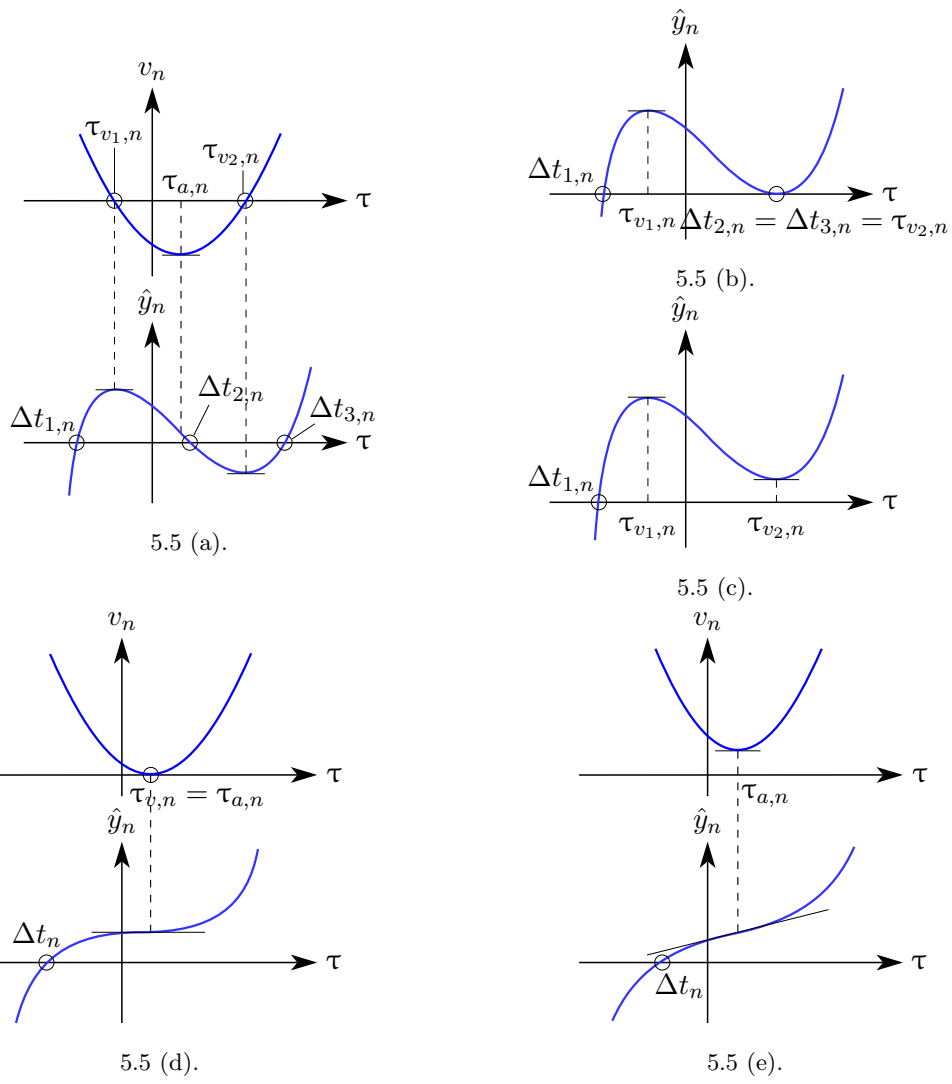 v_n
τ_{v_1,n}
τ_{v_2,n}
τ_{a,n}
τ
ŷ_n
Δt_{1,n}
Δt_{2,n}
Δt_{3,n}
τ
5.5 (a).
ŷ_n
Δt_{1,n}
τ
τ_{v_1,n}
Δt_{2,n} = Δt_{3,n} = τ_{v_2,n}
5.5 (b).
ŷ_n
Δt_{1,n}
τ
τ_{v_1,n}
τ_{v_2,n}
5.5 (c).
v_n
τ
τ_{v,n} = τ_{a,n}
ŷ_n
Δt_n
τ
5.5 (d).
v_n
τ
τ_{a,n}
ŷ_n
τ
Δt_n
5.5 (e).